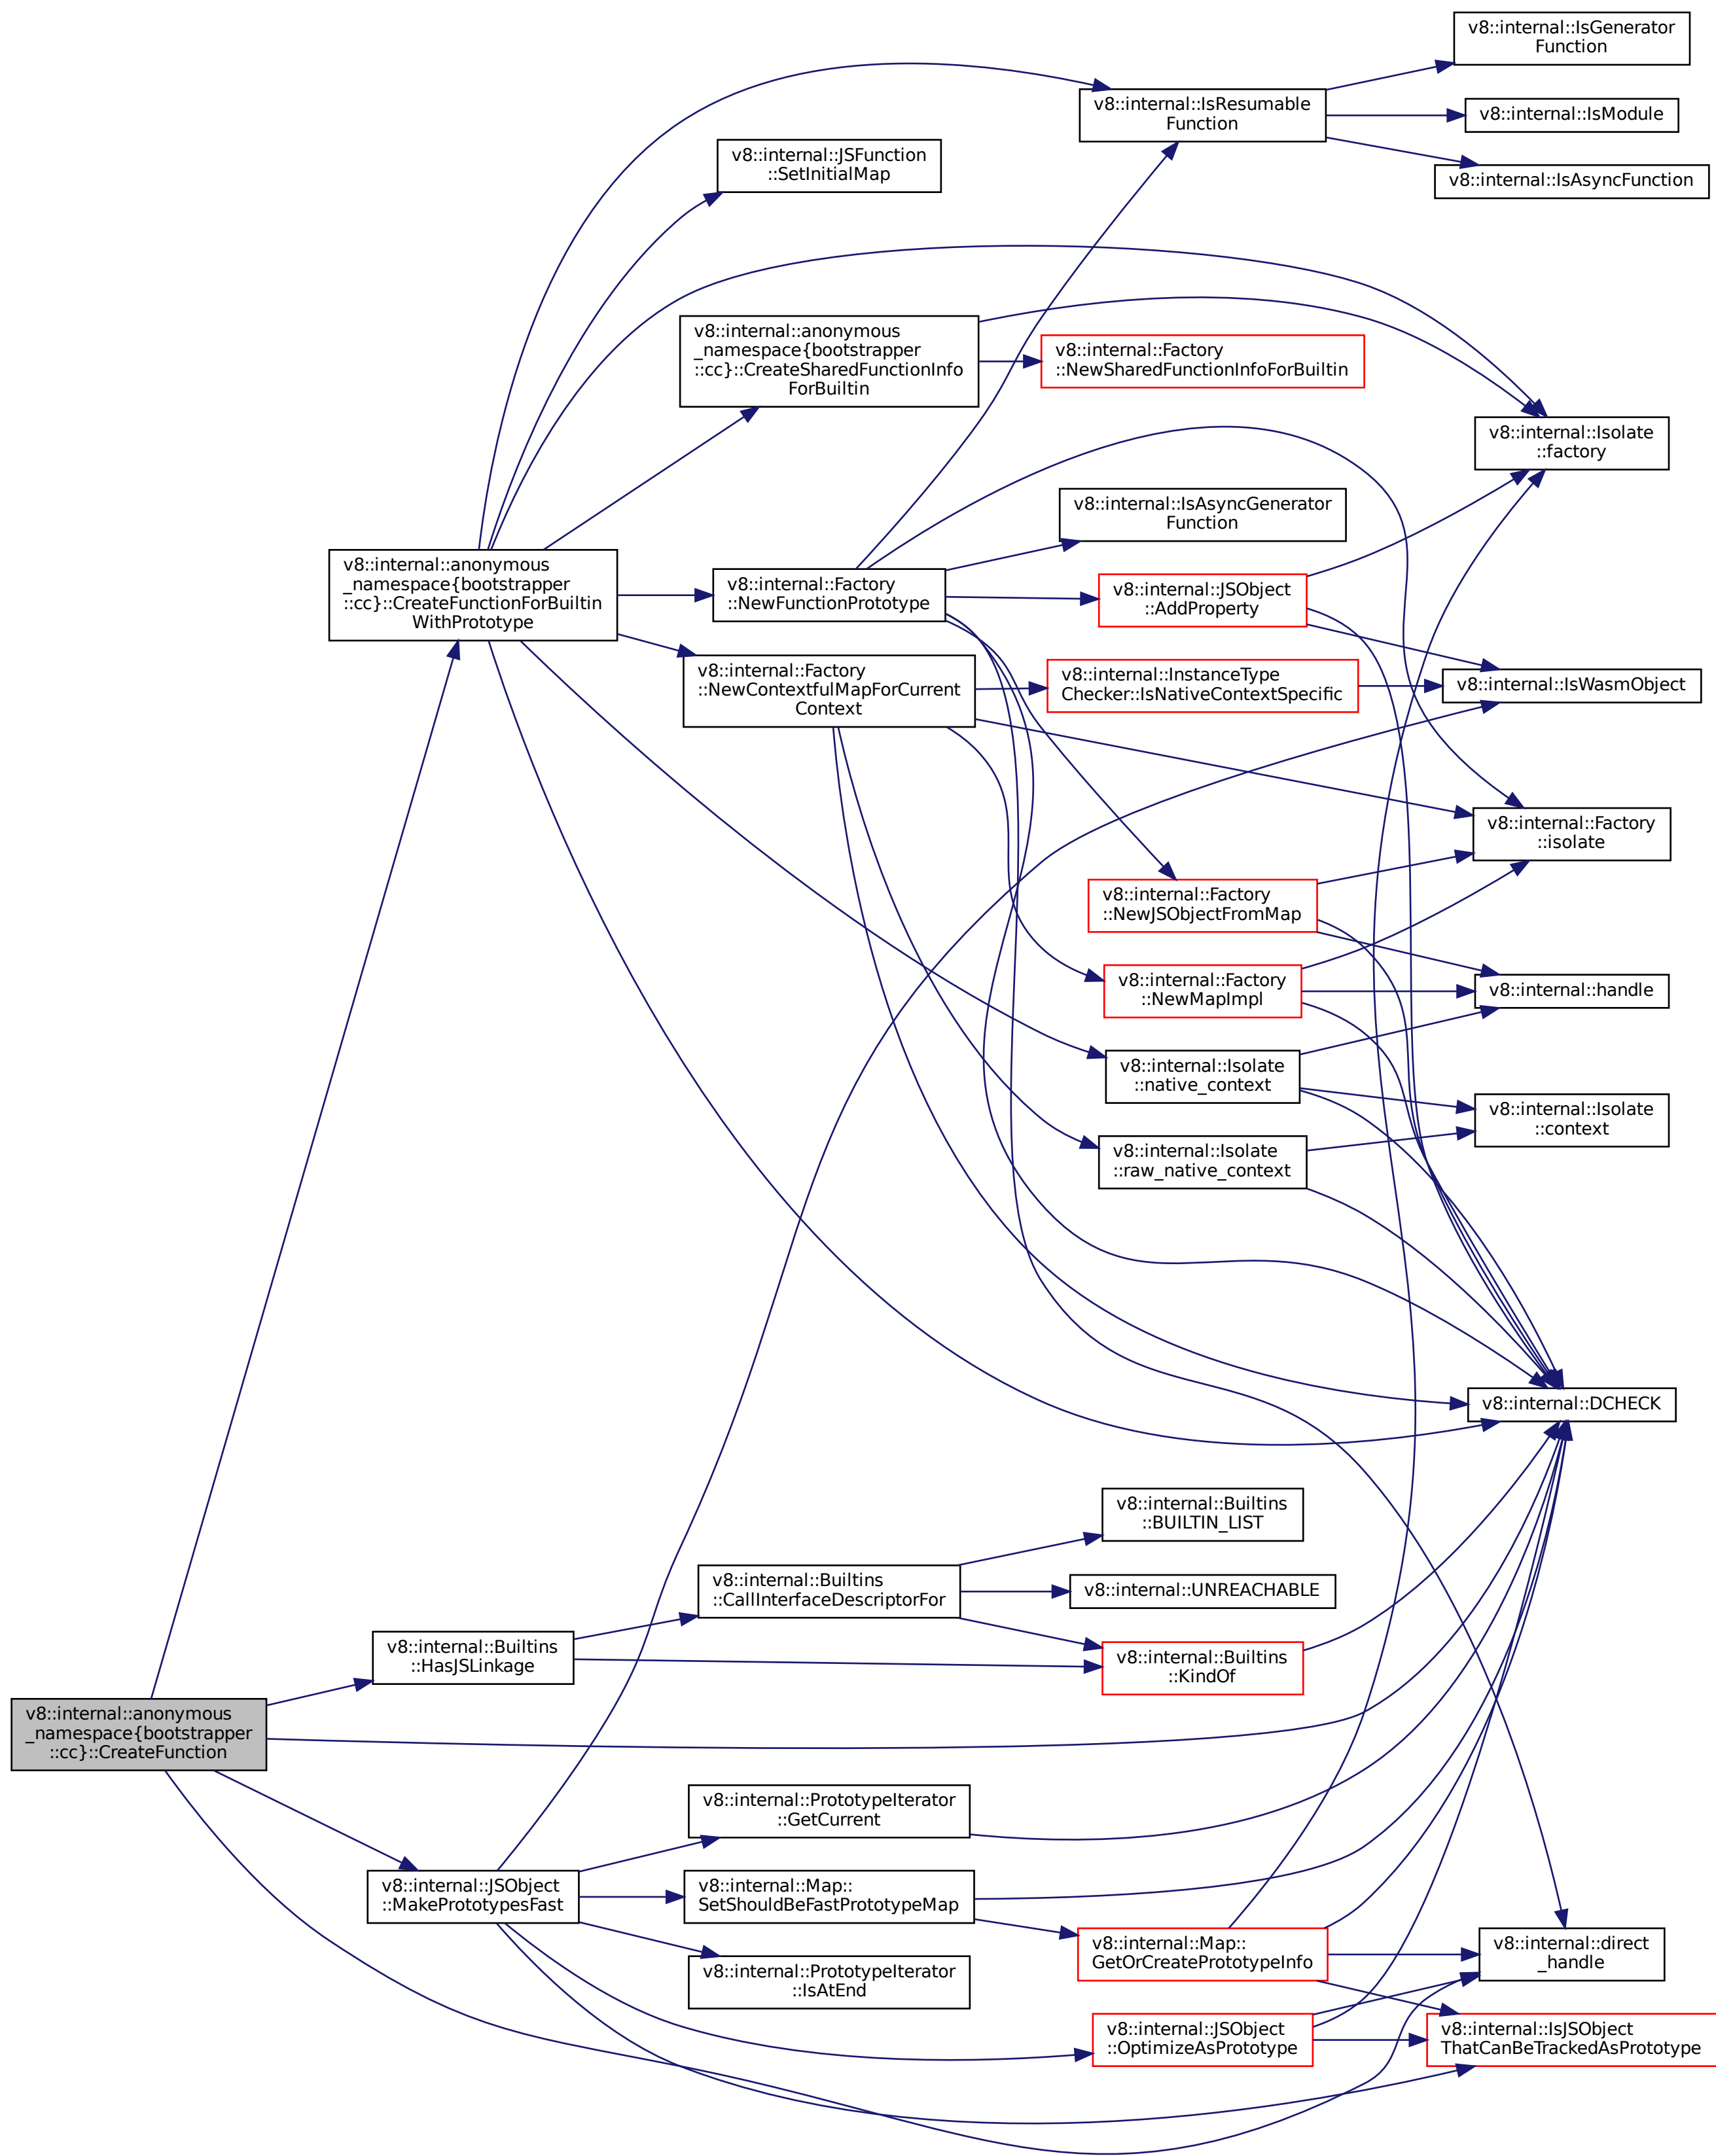 v8::internal::IsGenerator
Function
v8::internal::IsResumable
Function
v8::internal::IsModule
v8::internal::JSFunction
::SetInitialMap
v8::internal::IsAsyncFunction
v8::internal::anonymous
_namespace{bootstrapper
::cc}::CreateSharedFunctionInfo
ForBuiltin
v8::internal::Factory
::NewSharedFunctionInfoForBuiltin
v8::internal::Isolate
::factory
v8::internal::IsAsyncGenerator
Function
v8::internal::anonymous
_namespace{bootstrapper
::cc}::CreateFunctionForBuiltin
WithPrototype
v8::internal::Factory
::NewFunctionPrototype
v8::internal::JSObject
::AddProperty
v8::internal::Factory
::NewContextfulMapForCurrent
Context
v8::internal::InstanceType
Checker::IsNativeContextSpecific
v8::internal::IsWasmObject
v8::internal::Factory
::isolate
v8::internal::Factory
::NewJSObjectFromMap
v8::internal::Factory
::NewMapImpl
v8::internal::handle
v8::internal::Isolate
::native_context
v8::internal::Isolate
::context
v8::internal::Isolate
::raw_native_context
v8::internal::DCHECK
v8::internal::Builtins
::BUILTIN_LIST
v8::internal::Builtins
::CallInterfaceDescriptorFor
v8::internal::UNREACHABLE
v8::internal::Builtins
::HasJSLinkage
v8::internal::Builtins
::KindOf
v8::internal::anonymous
_namespace{bootstrapper
::cc}::CreateFunction
v8::internal::PrototypeIterator
::GetCurrent
v8::internal::JSObject
::MakePrototypesFast
v8::internal::Map::
SetShouldBeFastPrototypeMap
v8::internal::Map::
GetOrCreatePrototypeInfo
v8::internal::direct
_handle
v8::internal::PrototypeIterator
::IsAtEnd
v8::internal::JSObject
::OptimizeAsPrototype
v8::internal::IsJSObject
ThatCanBeTrackedAsPrototype